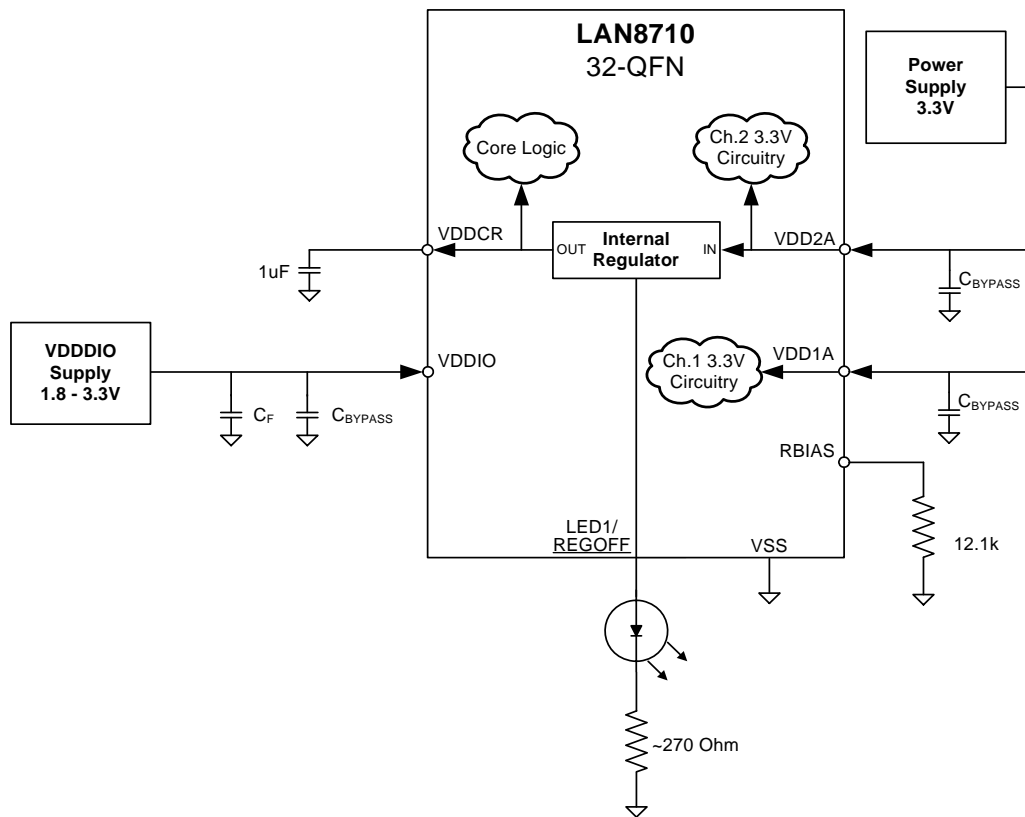 LAN8710
32-QFN
Power
Supply
3.3V
Core Logic
Ch.2 3.3V
Circuitry
VDDCR
OUT
Internal
Regulator
IN
VDD2A
1uF
CBYPASS
VDDDIO
Supply
1.8 - 3.3V
VDDIO
Ch.1 3.3V
Circuitry
VDD1A
CF
CBYPASS
CBYPASS
RBIAS
12.1k
LED1/
REGOFF
VSS
~270 Ohm